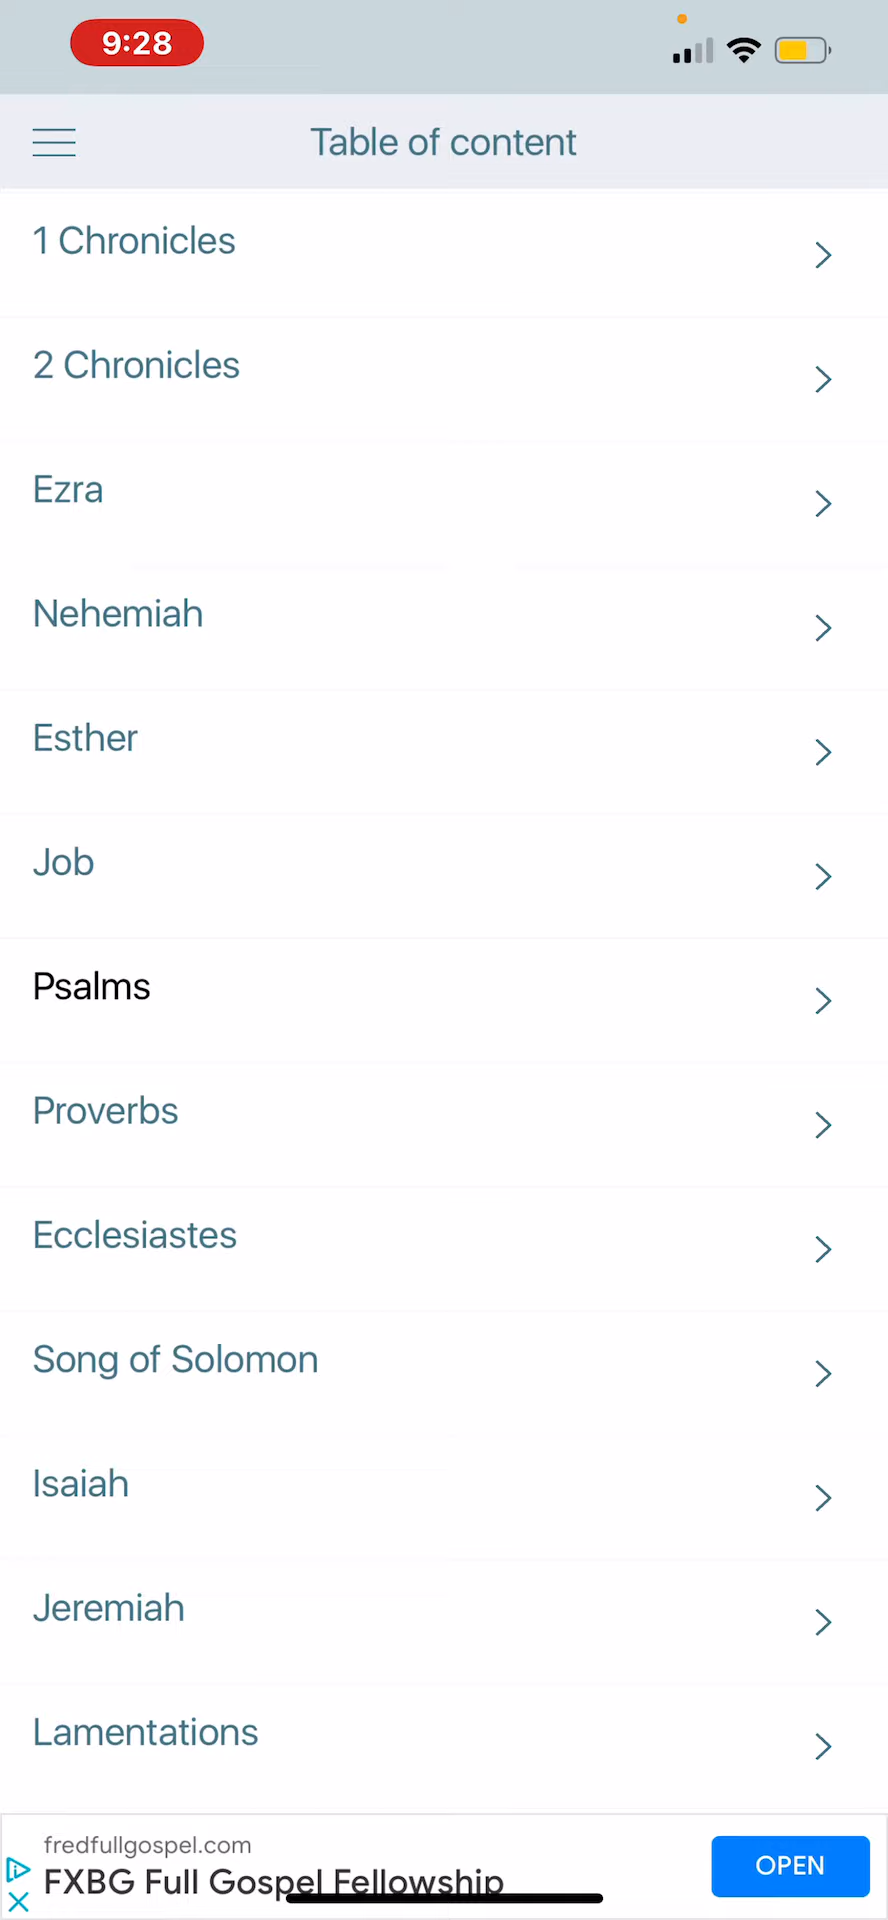 9:28
Table of content
1 Chronicles
2 Chronicles
Ezra
Nehemiah
Esther
Job
Psalms
Proverbs
Ecclesiastes
Song of Solomon
Isaiah
Jeremiah
Lamentations
fredfullgospel.com
FXBG Full Gospel Fellowship
OPEN